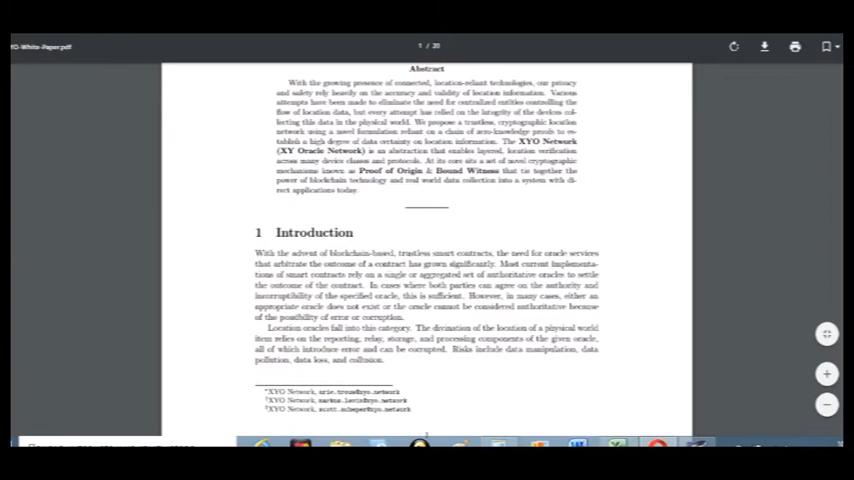 YO-White-Paper.pdf
1 / 20
Abstract
With the growing presence of connected, location-reliant technologies, our privacy
and safety rely heavily on the accuracy and validity of location information. Various
attempts have been made to eliminate the need for centralized entities controlling the
flow of location data, but every attempt has relied on the integrity of the devices col-
lecting this data in the physical world. We propose a trustless, cryptographic location
network using a novel formulation reliant on a chain of zero-knowledge proofs to es-
tablish a high degree of data certainty on location information. The XYO Network
(XY Oracle Network) is an abstraction that enables layered, location verification
across many device classes and protocols. At its core sits a set of novel cryptographic
mechanisms known as Proof of Origin & Bound Witness that tie together the
power of blockchain technology and real world data collection into a system with di-
rect applications today.
1 Introduction
With the advent of blockchain-based, trustless smart contracts, the need for oracle services
that arbitrate the outcome of a contract has grown significantly. Most current implementa-
tions of smart contracts rely on a single or aggregated set of authoritative oracles to settle
the outcome of the contract. In cases where both parties can agree on the authority and
incorruptibility of the specified oracle, this is sufficient. However, in many cases, either an
appropriate oracle does not exist or the oracle cannot be considered authoritative because
of the possibility of error or corruption.
Location oracles fall into this category. The divination of the location of a physical world
item relies on the reporting, relay, storage, and processing components of the given oracle,
all of which introduce error and can be corrupted. Risks include data manipulation, data
pollution, data loss, and collusion.
*XYO Network, arie.trouw@xyo.network
†XYO Network, markus.levin@xyo.network
‡XYO Network, scott.scheper@xyo.network
1